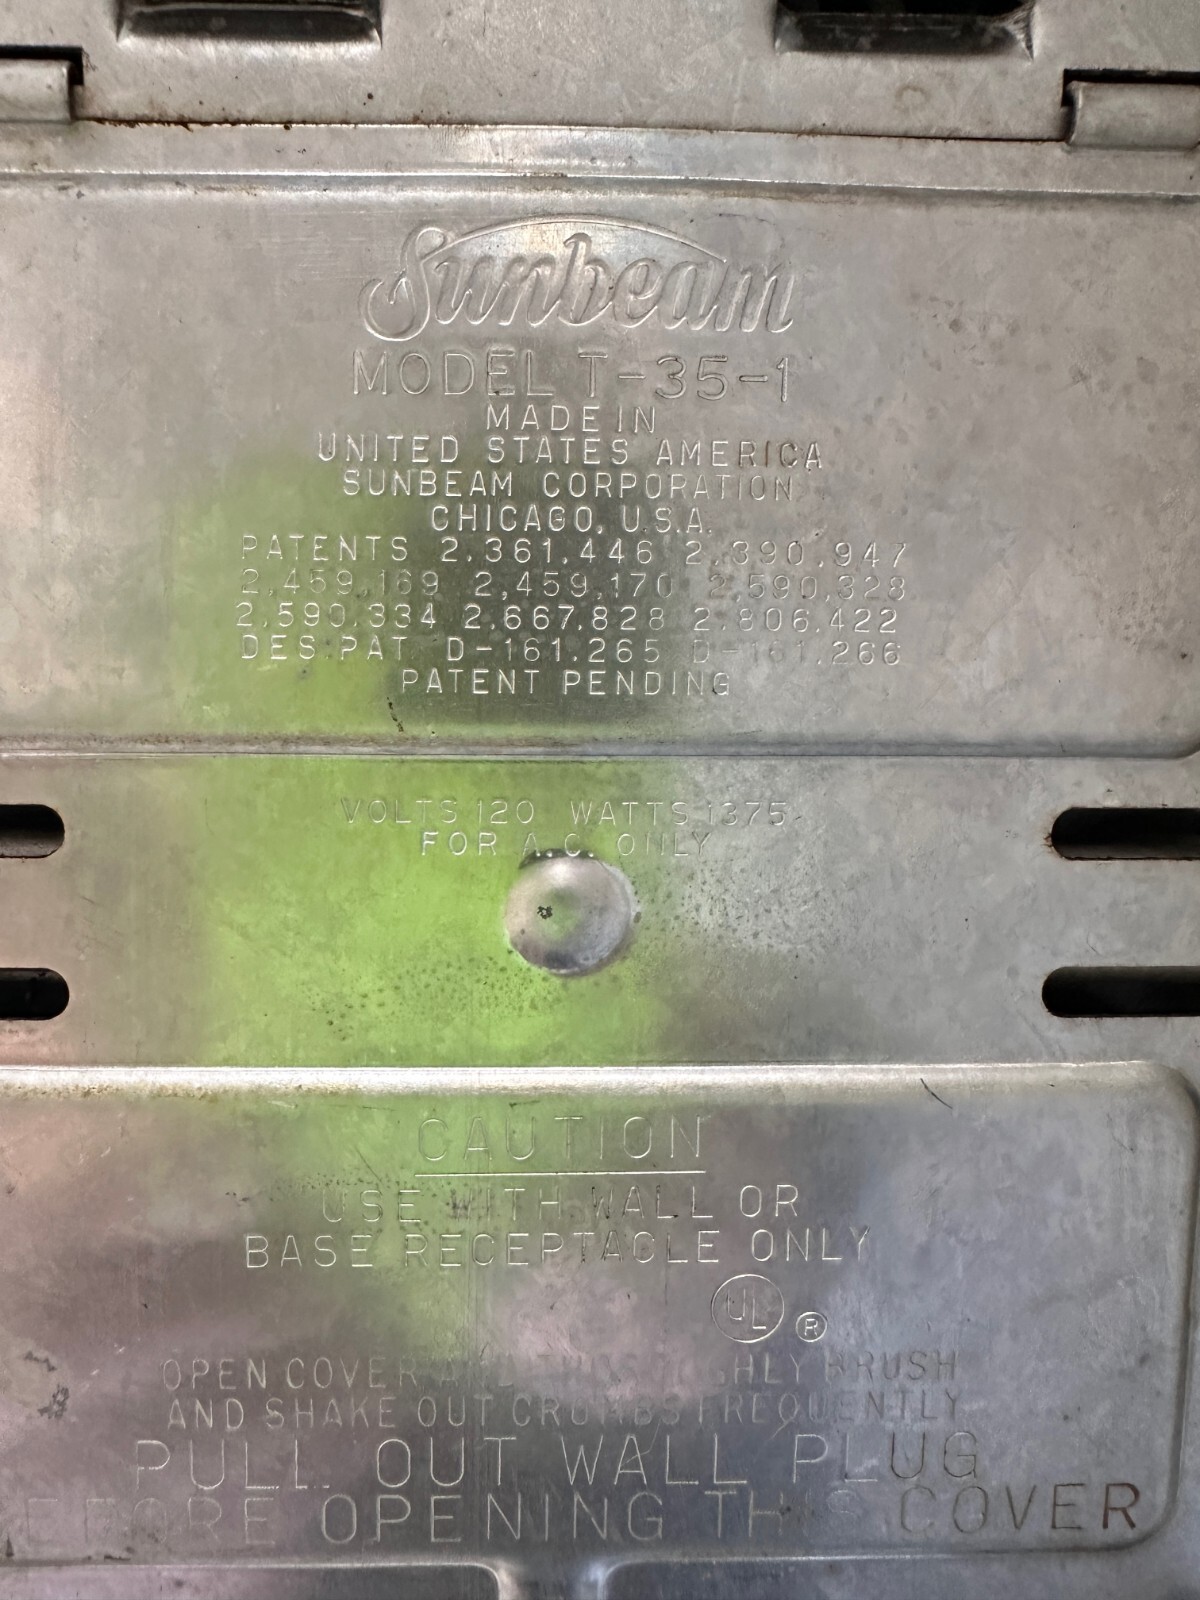 Sunbeam
MODEL T-35-1
MADE IN
UNITED STATES AMERICA
SUNBEAM CORPORATION
CHICAGO, U.S.A.
PATENTS 2.361.446 2.390.947
2,459,169 2,459,170 2,590,328
2.590.334 2.667.828 2.806.422
DES. PAT. D-161.265 D-161.266
PATENT PENDING
VOLTS 120 WATTS 1375
FOR A.C. ONLY
CAUTION
USE WITH WALL OR
BASE RECEPTACLE ONLY
UL ®
OPEN COVER AND BRUSH
AND SHAKE OUT CRUMBS FREQUENTLY
PULL OUT WALL PLUG
EFORE OPENING THIS COVER